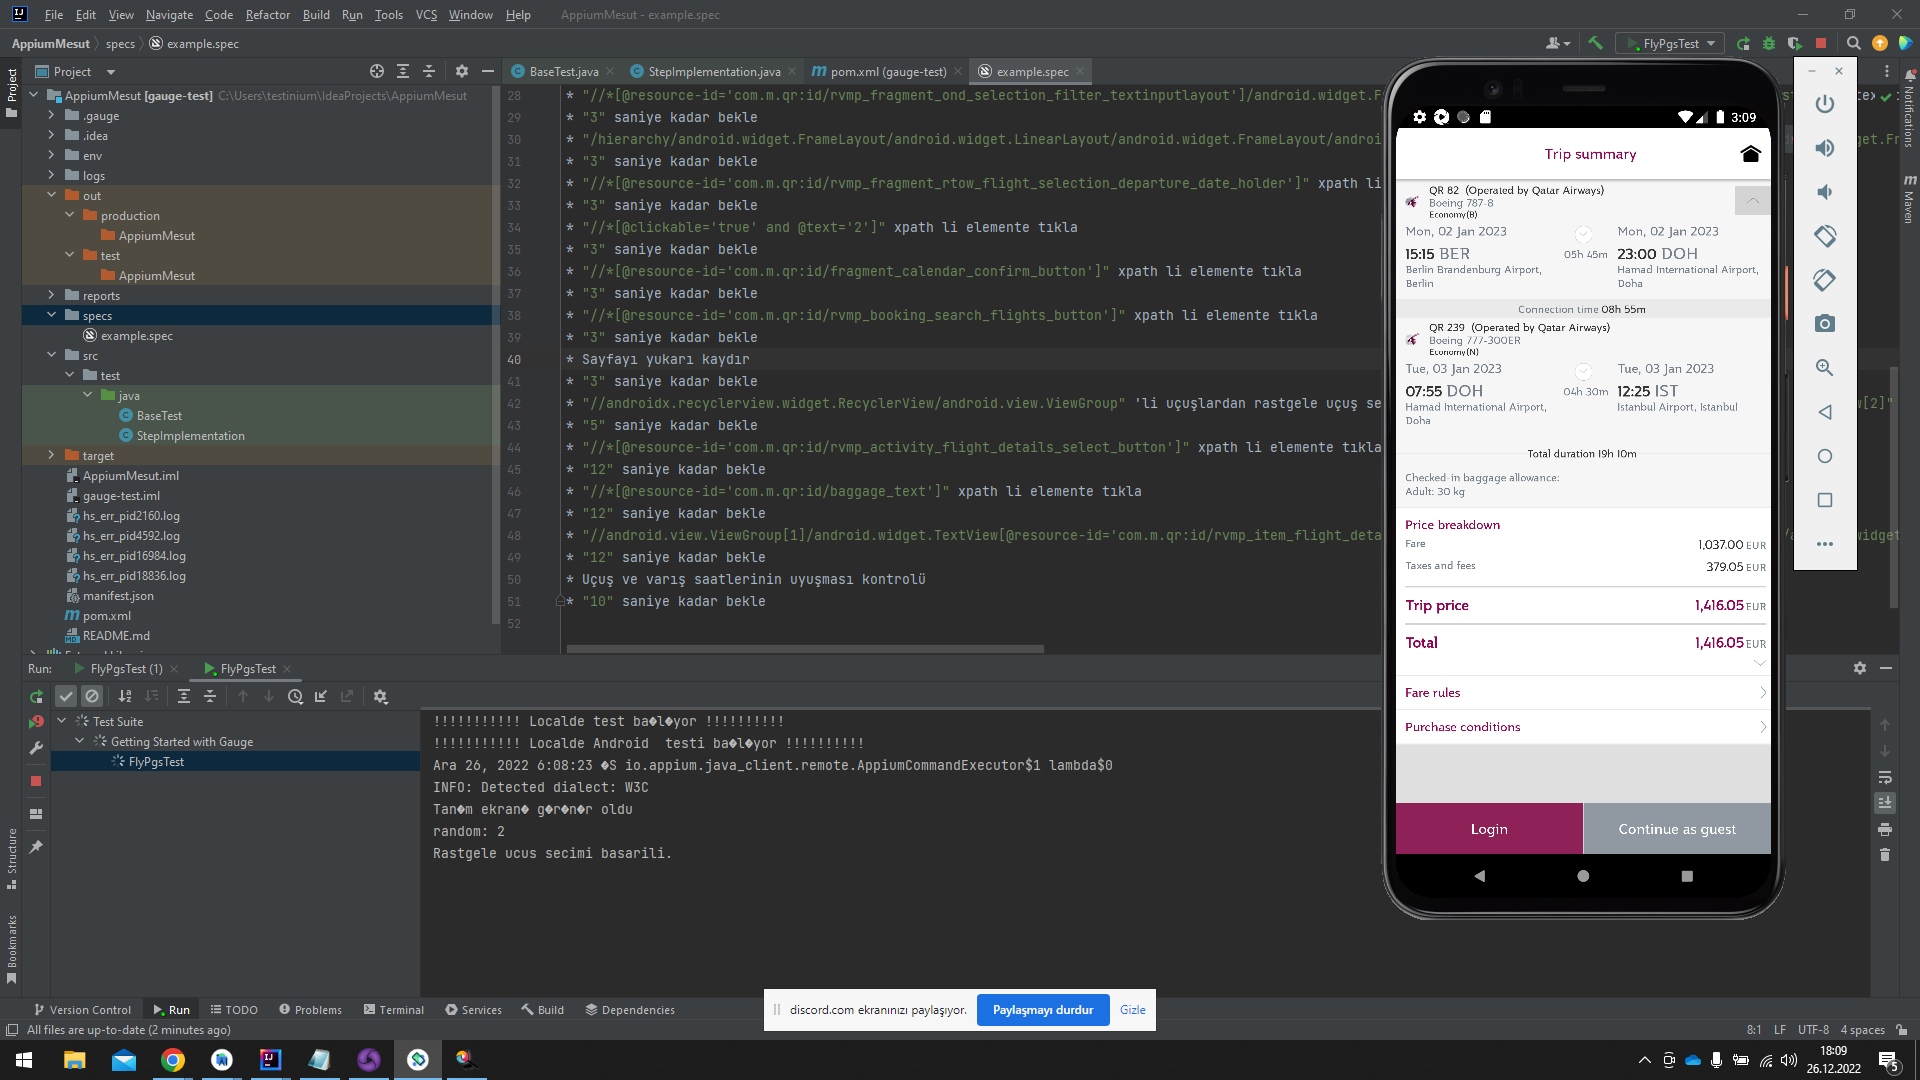 File Edit View Navigate Code Refactor Build Run Tools VCS Window Help AppiumMesut - example.spec
AppiumMesut specs example.spec
FlyPgsTest
Project
BaseTest.java StepImplementation.java pom.xml (gauge-test) example.spec
AppiumMesut [gauge-test] C:\Users\testinium\IdeaProjects\AppiumMesut
.gauge
.idea
env
logs
out
production
AppiumMesut
test
AppiumMesut
reports
specs
example.spec
src
test
java
BaseTest
StepImplementation
target
AppiumMesut.iml
gauge-test.iml
hs_err_pid2160.log
hs_err_pid4592.log
hs_err_pid16984.log
hs_err_pid18836.log
manifest.json
pom.xml
README.md
28 * "//*[@resource-id='com.m.qr:id/rvmp_fragment_ond_selection_filter_textinputlayout']/android.widget.F
29 * "3" saniye kadar bekle
30 * "/hierarchy/android.widget.FrameLayout/android.widget.LinearLayout/android.widget.FrameLayout/androi
31 * "3" saniye kadar bekle
32 * "//*[@resource-id='com.m.qr:id/rvmp_fragment_rtow_flight_selection_departure_date_holder']" xpath li
33 * "3" saniye kadar bekle
34 * "//*[@clickable='true' and @text='2']" xpath li elemente tıkla
35 * "3" saniye kadar bekle
36 * "//*[@resource-id='com.m.qr:id/fragment_calendar_confirm_button']" xpath li elemente tıkla
37 * "3" saniye kadar bekle
38 * "//*[@resource-id='com.m.qr:id/rvmp_booking_search_flights_button']" xpath li elemente tıkla
39 * "3" saniye kadar bekle
40 * Sayfayı yukarı kaydır
41 * "3" saniye kadar bekle
42 * "//androidx.recyclerview.widget.RecyclerView/android.view.ViewGroup" 'li uçuşlardan rastgele uçuş se
43 * "5" saniye kadar bekle
44 * "//*[@resource-id='com.m.qr:id/rvmp_activity_flight_details_select_button']" xpath li elemente tıkla
45 * "12" saniye kadar bekle
46 * "//*[@resource-id='com.m.qr:id/baggage_text']" xpath li elemente tıkla
47 * "12" saniye kadar bekle
48 * "//android.view.ViewGroup[1]/android.widget.TextView[@resource-id='com.m.qr:id/rvmp_item_flight_deta
49 * "12" saniye kadar bekle
50 * Uçuş ve varış saatlerinin uyuşması kontrolü
51 * "10" saniye kadar bekle
52
3:09
Trip summary
QR 82 (Operated by Qatar Airways)
Boeing 787-8
Economy(B)
Mon, 02 Jan 2023 Mon, 02 Jan 2023
15:15 BER 05h 45m 23:00 DOH
Berlin Brandenburg Airport, Berlin
Hamad International Airport, Doha
Connection time 08h 55m
QR 239 (Operated by Qatar Airways)
Boeing 777-300ER
Economy(N)
Tue, 03 Jan 2023 Tue, 03 Jan 2023
07:55 DOH 04h 30m 12:25 IST
Hamad International Airport, Doha
Istanbul Airport, Istanbul
Total duration 19h 10m
Checked-in baggage allowance:
Adult: 30 kg
Price breakdown
Fare 1,037.00 EUR
Taxes and fees 379.05 EUR
Trip price 1,416.05 EUR
Total 1,416.05 EUR
Fare rules
Purchase conditions
Login Continue as guest
Run: FlyPgsTest (1) FlyPgsTest
Test Suite
Getting Started with Gauge
FlyPgsTest
!!!!!!!!!!! Localde test ba�l�yor !!!!!!!!!!
!!!!!!!!!!! Localde Android  testi ba�l�yor !!!!!!!!!!
Ara 26, 2022 6:08:23 �S io.appium.java_client.remote.AppiumCommandExecutor$1 lambda$0
INFO: Detected dialect: W3C
Tan�m ekran� g�r�n�r oldu
random: 2
Rastgele ucus secimi basarili.
Project
Structure
Bookmarks
Notifications
Maven
Version Control Run TODO Problems Terminal Services Build Dependencies
discord.com ekranınızı paylaşıyor. Paylaşmayı durdur Gizle
All files are up-to-date (2 minutes ago) 8:1 LF UTF-8 4 spaces
18:09
26.12.2022
5